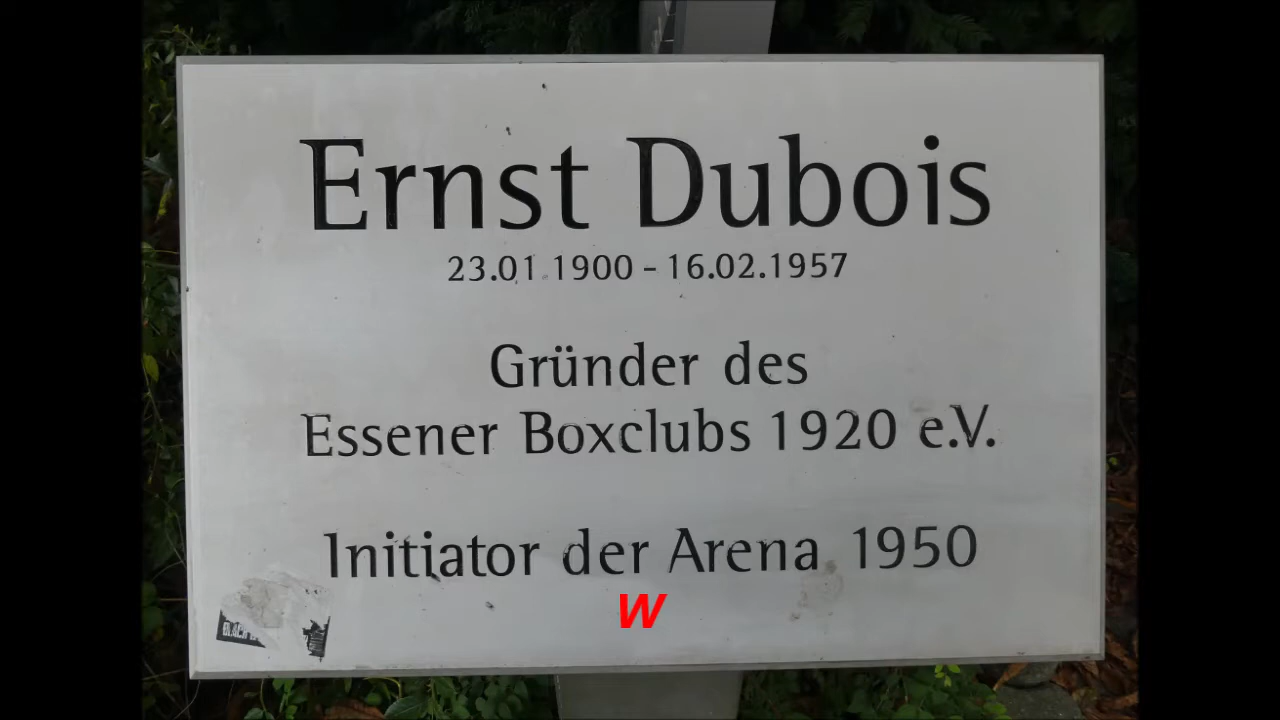 Ernst Dubois
23.01.1900 - 16.02.1957
Gründer des
Essener Boxclubs 1920 e.V.
Initiator der Arena 1950
W